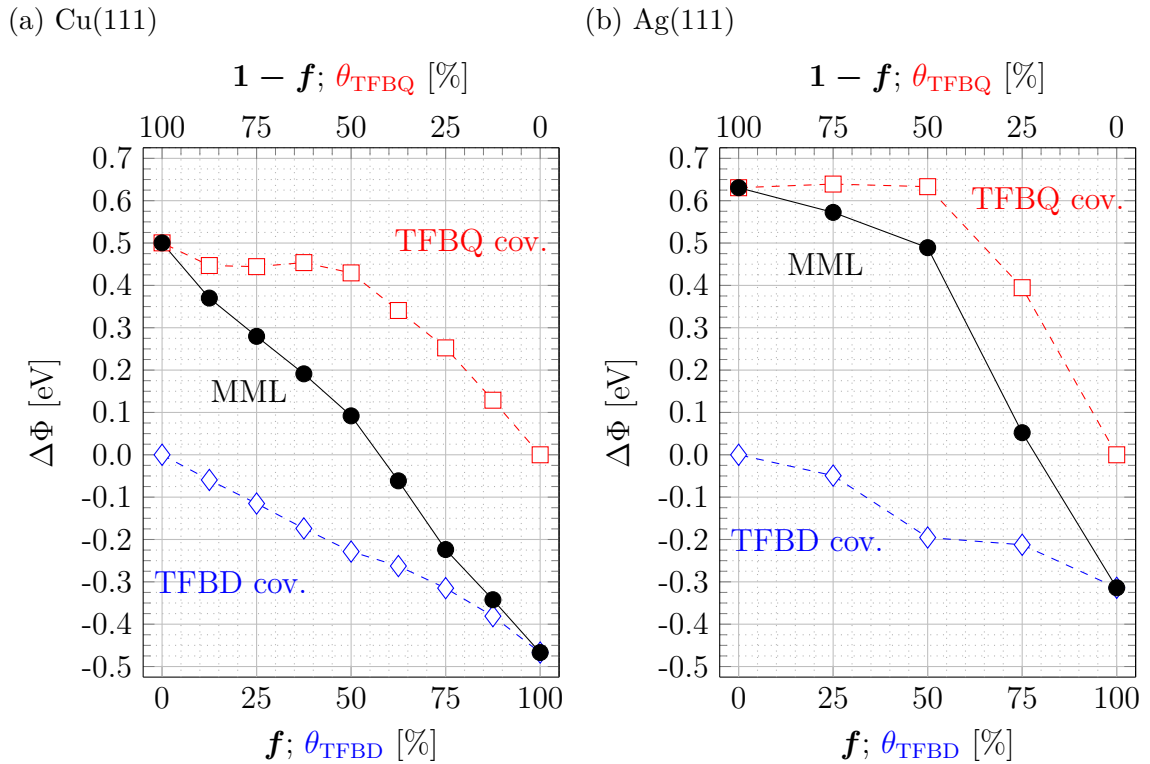 (a) Cu(111)
1 − f; θTFBQ [%]
100 75 50 25 0
0.7
0.6
0.5
0.4
0.3
0.2
0.1
0.0
-0.1
-0.2
-0.3
-0.4
-0.5
ΔΦ [eV]
TFBQ cov.
MML
TFBD cov.
0 25 50 75 100
f; θTFBD [%]
(b) Ag(111)
1 − f; θTFBQ [%]
100 75 50 25 0
0.7
0.6
0.5
0.4
0.3
0.2
0.1
0.0
-0.1
-0.2
-0.3
-0.4
-0.5
ΔΦ [eV]
TFBQ cov.
MML
TFBD cov.
0 25 50 75 100
f; θTFBD [%]